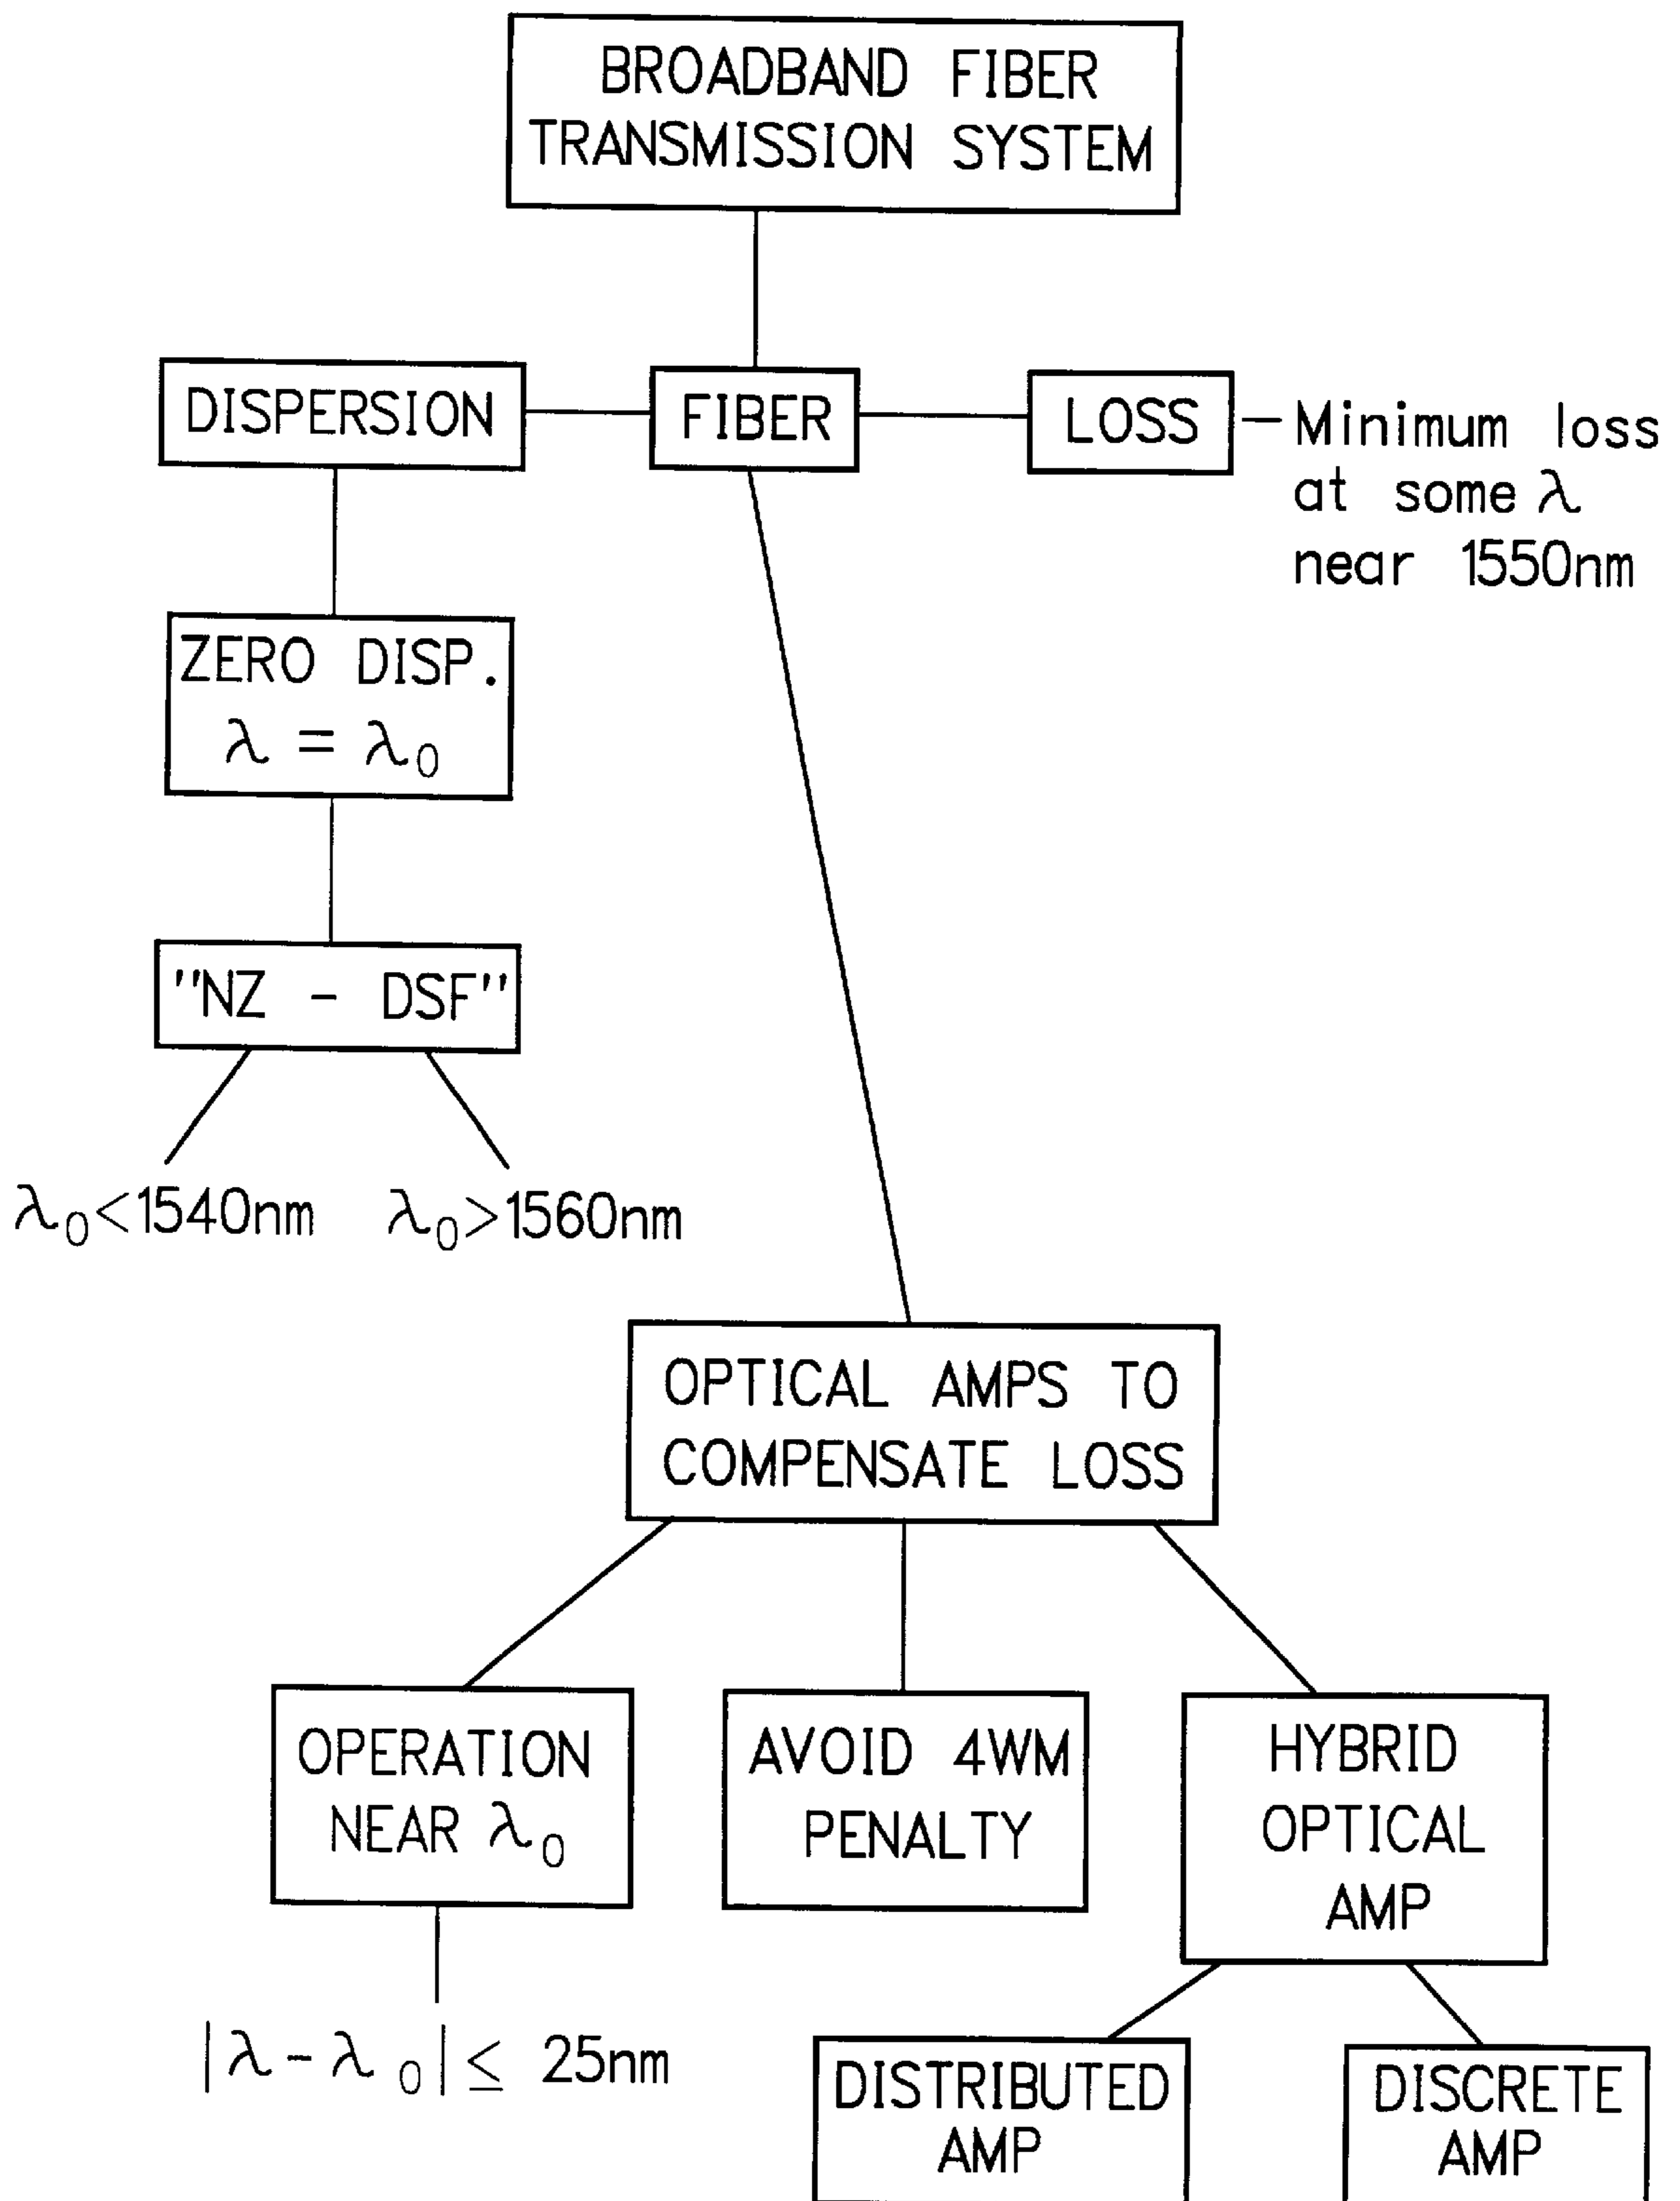 BROADBAND FIBER
TRANSMISSION SYSTEM
DISPERSION
FIBER
LOSS
Minimum loss
at some λ
near 1550nm
ZERO DISP.
λ = λ₀
"NZ - DSF"
λ₀<1540nm
λ₀>1560nm
OPTICAL AMPS TO
COMPENSATE LOSS
OPERATION
NEAR λ₀
AVOID 4WM
PENALTY
HYBRID
OPTICAL
AMP
|λ-λ₀| ≤ 25nm
DISTRIBUTED
AMP
DISCRETE
AMP